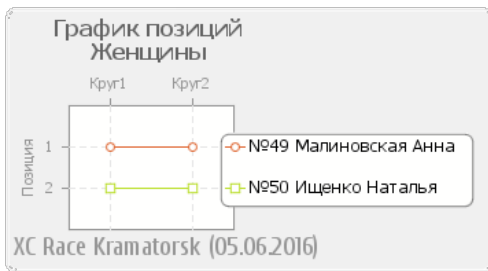 График позиций
Женщины
Круг1 Круг2
Позиция
1
2
№49 Малиновская Анна
№50 Ищенко Наталья
XC Race Kramatorsk (05.06.2016)